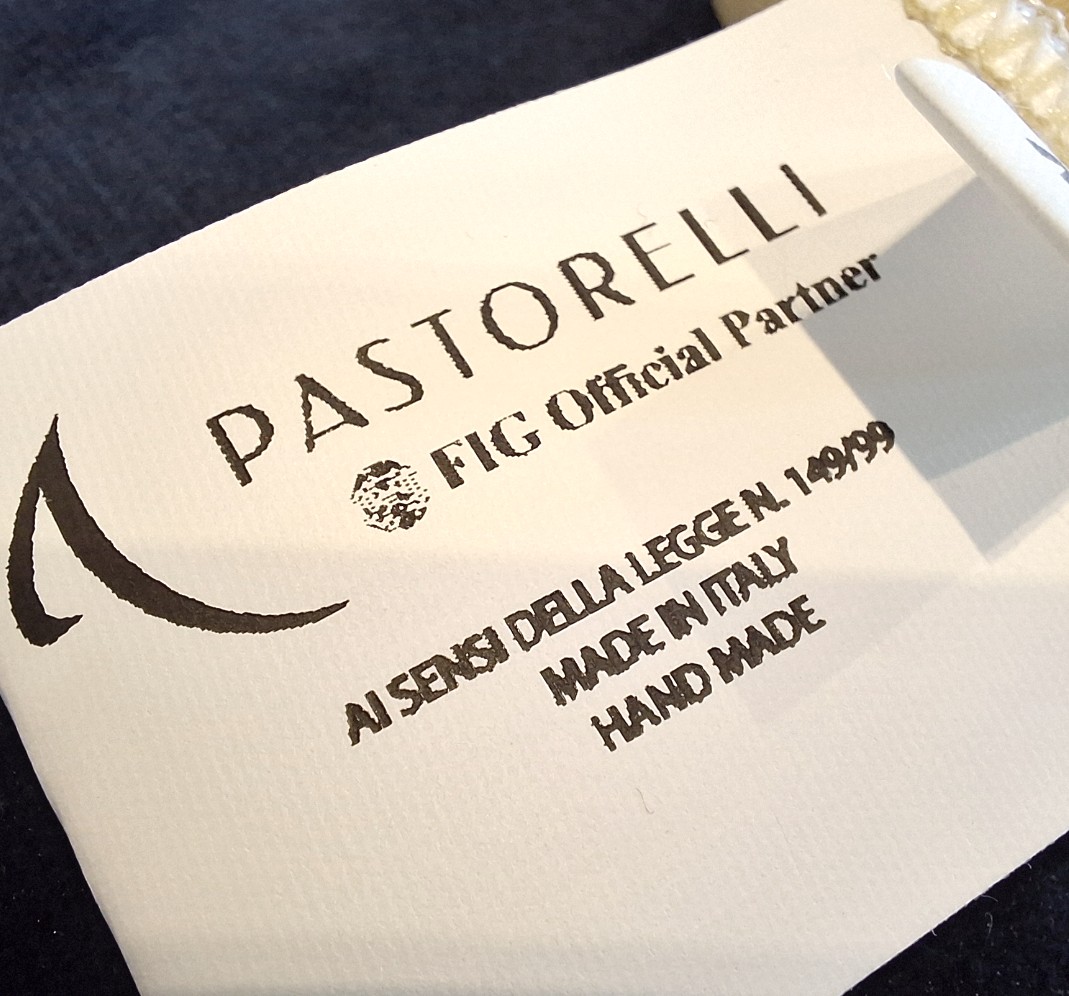 PASTORELLI
FIG Official Partner
AI SENSI DELLA LEGGE N. 149/99
MADE IN ITALY
HAND MADE